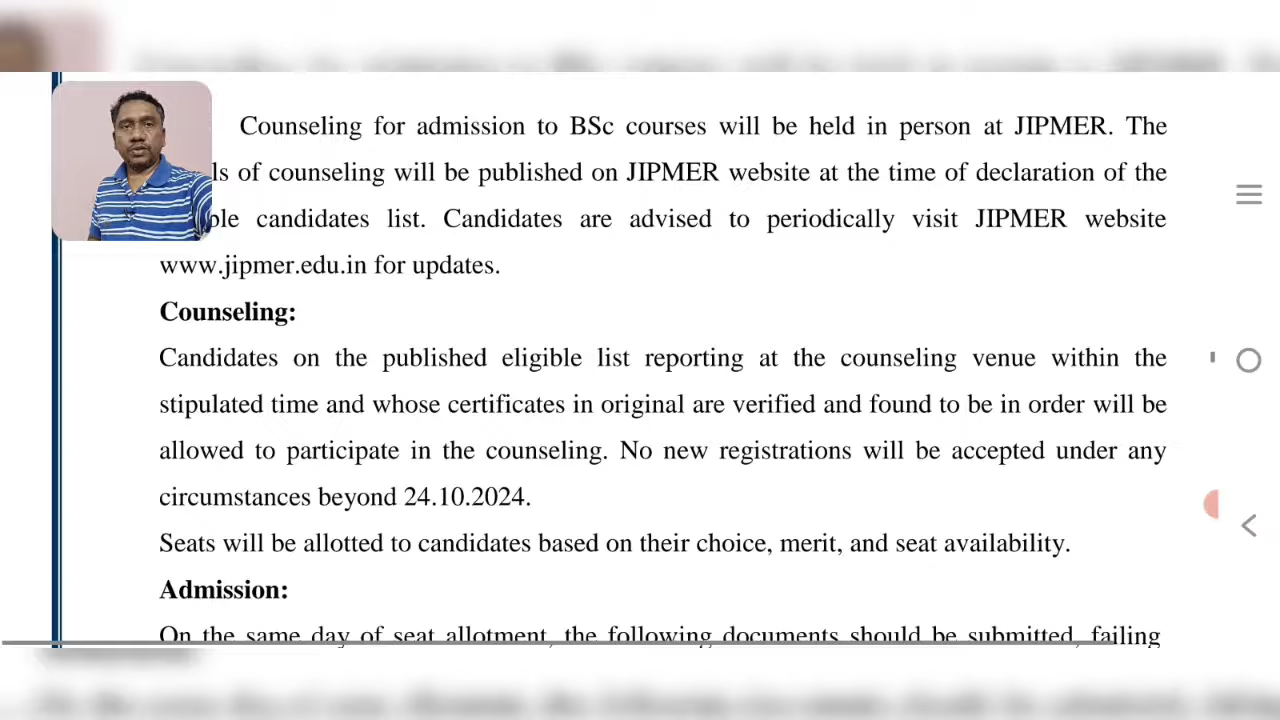 Counseling for admission to BSc courses will be held in person at JIPMER. The
ls of counseling will be published on JIPMER website at the time of declaration of the
ble candidates list. Candidates are advised to periodically visit JIPMER website
www.jipmer.edu.in for updates.
Counseling:
Candidates on the published eligible list reporting at the counseling venue within the
stipulated time and whose certificates in original are verified and found to be in order will be
allowed to participate in the counseling. No new registrations will be accepted under any
circumstances beyond 24.10.2024.
Seats will be allotted to candidates based on their choice, merit, and seat availability.
Admission:
On the same day of seat allotment, the following documents should be submitted, failing